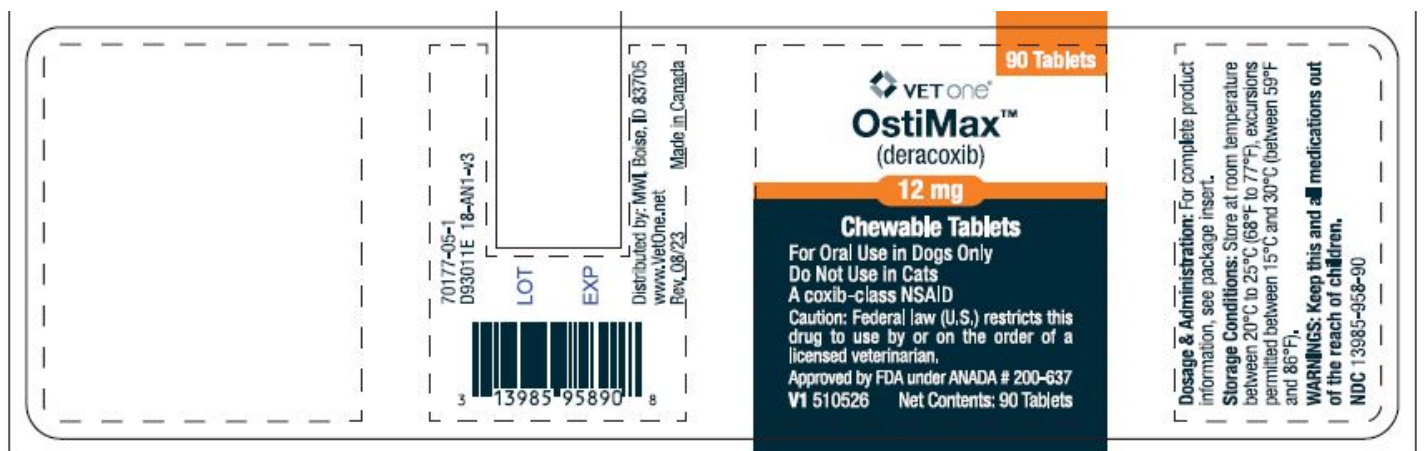 70177-05-1
D93011E 18-AN1-v3
LOT
EXP
Distributed by: MWI, Boise, ID 83705
www.VetOne.net
Rev. 08/23 Made in Canada
3 13985 95890 8
90 Tablets
VET one®
OstiMax™
(deracoxib)
12 mg
Chewable Tablets
For Oral Use in Dogs Only
Do Not Use in Cats
A coxib-class NSAID
Caution: Federal law (U.S.) restricts this
drug to use by or on the order of a
licensed veterinarian.
Approved by FDA under ANADA # 200-637
V1 510526 Net Contents: 90 Tablets
Dosage & Administration: For complete product
information, see package insert.
Storage Conditions: Store at room temperature
between 20°C to 25°C (68°F to 77°F), excursions
permitted between 15°C and 30°C (between 59°F
and 86°F).
WARNINGS: Keep this and all medications out
of the reach of children.
NDC 13985-958-90